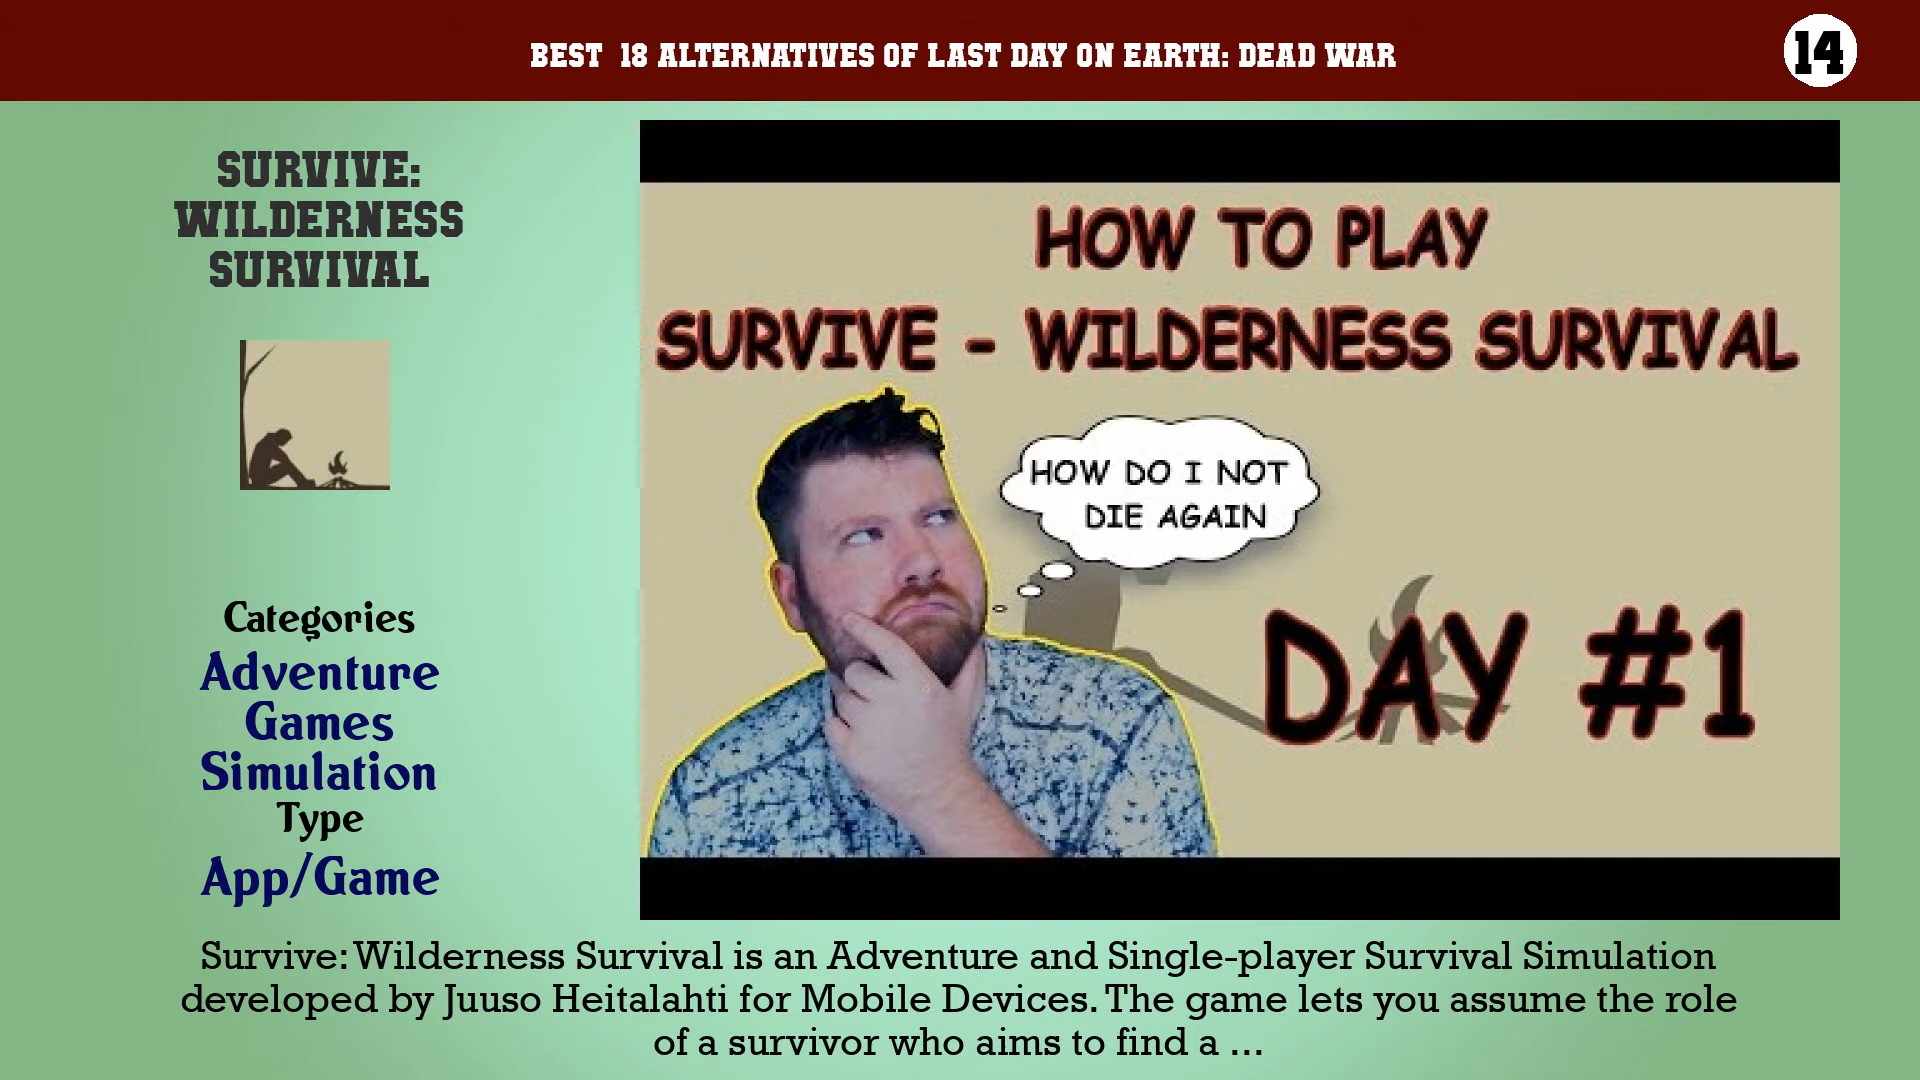 BEST 18 ALTERNATIVES OF LAST DAY ON EARTH: DEAD WAR
14
SURVIVE:
WILDERNESS
SURVIVAL
HOW TO PLAY
SURVIVE - WILDERNESS SURVIVAL
HOW DO I NOT
DIE AGAIN
DAY #1
Categories
Adventure
Games
Simulation
Type
App/Game
Survive: Wilderness Survival is an Adventure and Single-player Survival Simulation
developed by Juuso Heitalahti for Mobile Devices. The game lets you assume the role
of a survivor who aims to find a ...